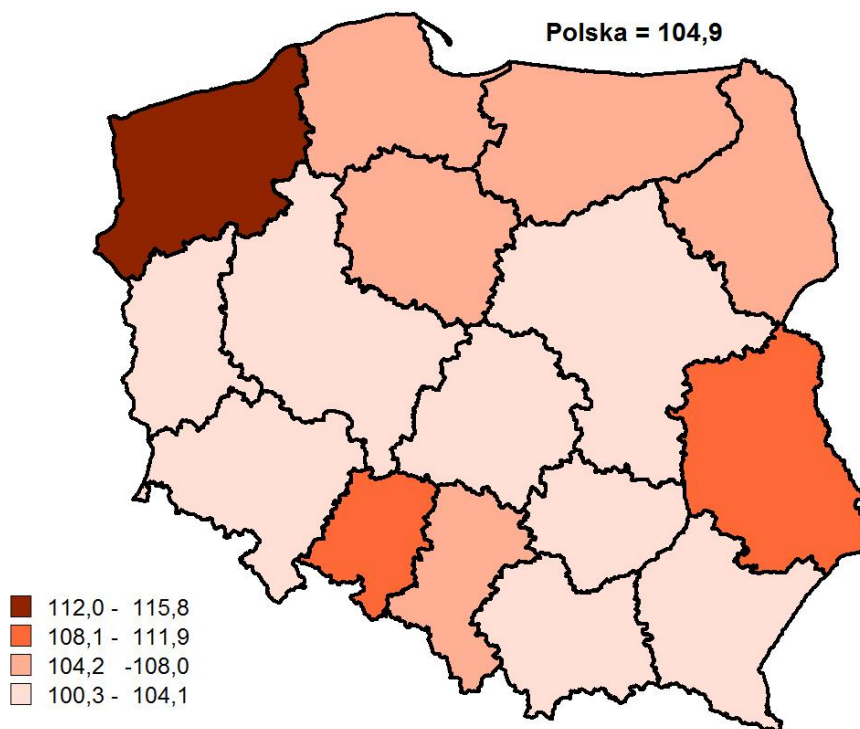 Polska = 104,9
112,0 - 115,8
108,1 - 111,9
104,2 -108,0
100,3 - 104,1